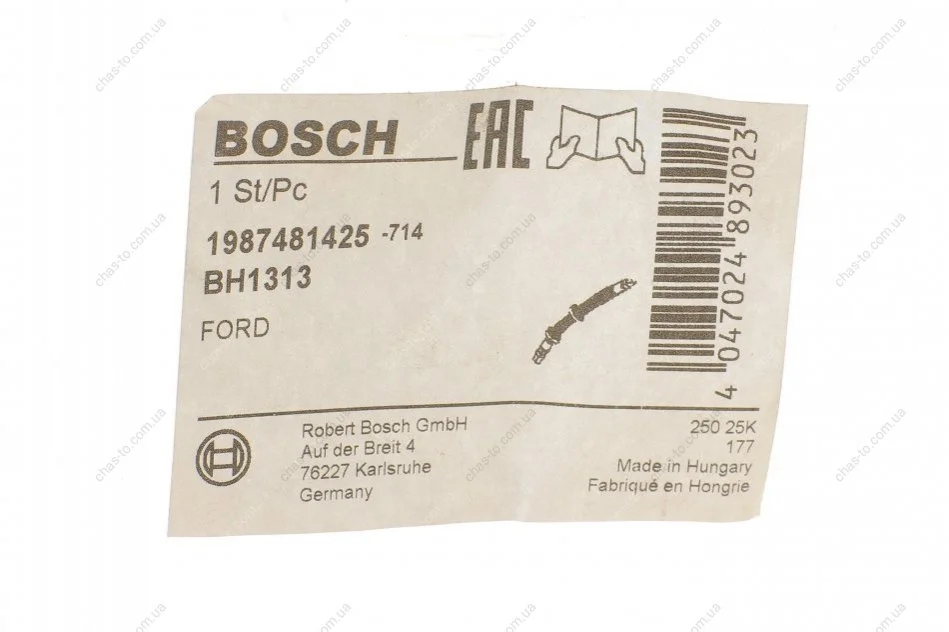 BOSCH
EAC
1 St/Pc
1987481425 -714
BH1313
FORD
4 047024 893023
Robert Bosch GmbH
Auf der Breit 4
76227 Karlsruhe
Germany
250 25K
177
Made in Hungary
Fabriqué en Hongrie
chas-to.com.ua